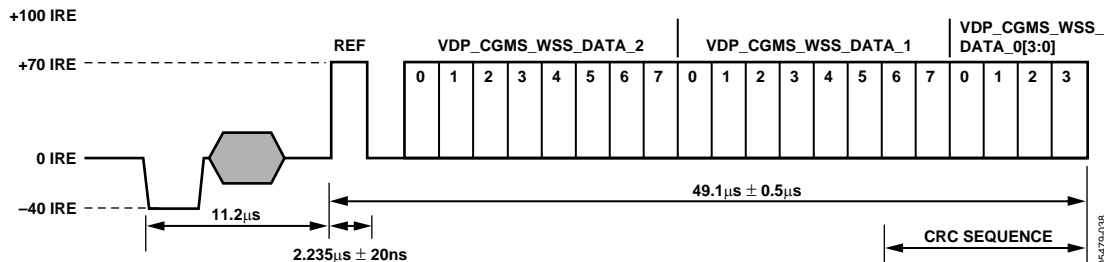 +100 IRE
REF
VDP_CGMS_WSS_DATA_2
VDP_CGMS_WSS_DATA_1
VDP_CGMS_WSS_
DATA_0[3:0]
+70 IRE
0 1 2 3 4 5 6 7 0 1 2 3 4 5 6 7 0 1 2 3
0 IRE
–40 IRE
49.1µs ± 0.5µs
11.2µs
CRC SEQUENCE
2.235µs ± 20ns
05479-038